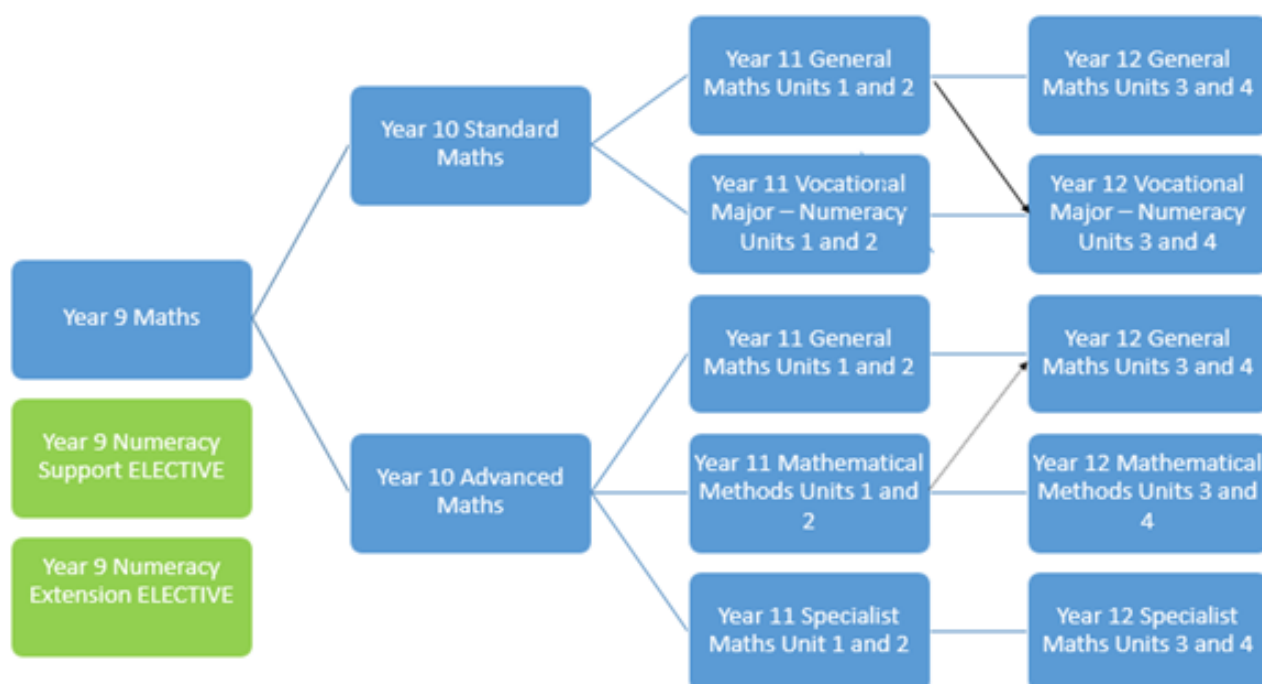 Year 9 Maths
Year 9 Numeracy
Support ELECTIVE
Year 9 Numeracy
Extension ELECTIVE
Year 10 Standard
Maths
Year 10 Advanced
Maths
Year 11 General
Maths Units 1 and 2
Year 11 Vocational
Major – Numeracy
Units 1 and 2
Year 11 General
Maths Units 1 and 2
Year 11 Mathematical
Methods Units 1 and
2
Year 11 Specialist
Maths Unit 1 and 2
Year 12 General
Maths Units 3 and 4
Year 12 Vocational
Major – Numeracy
Units 3 and 4
Year 12 General
Maths Units 3 and 4
Year 12 Mathematical
Methods Units 3 and
4
Year 12 Specialist
Maths Units 3 and 4